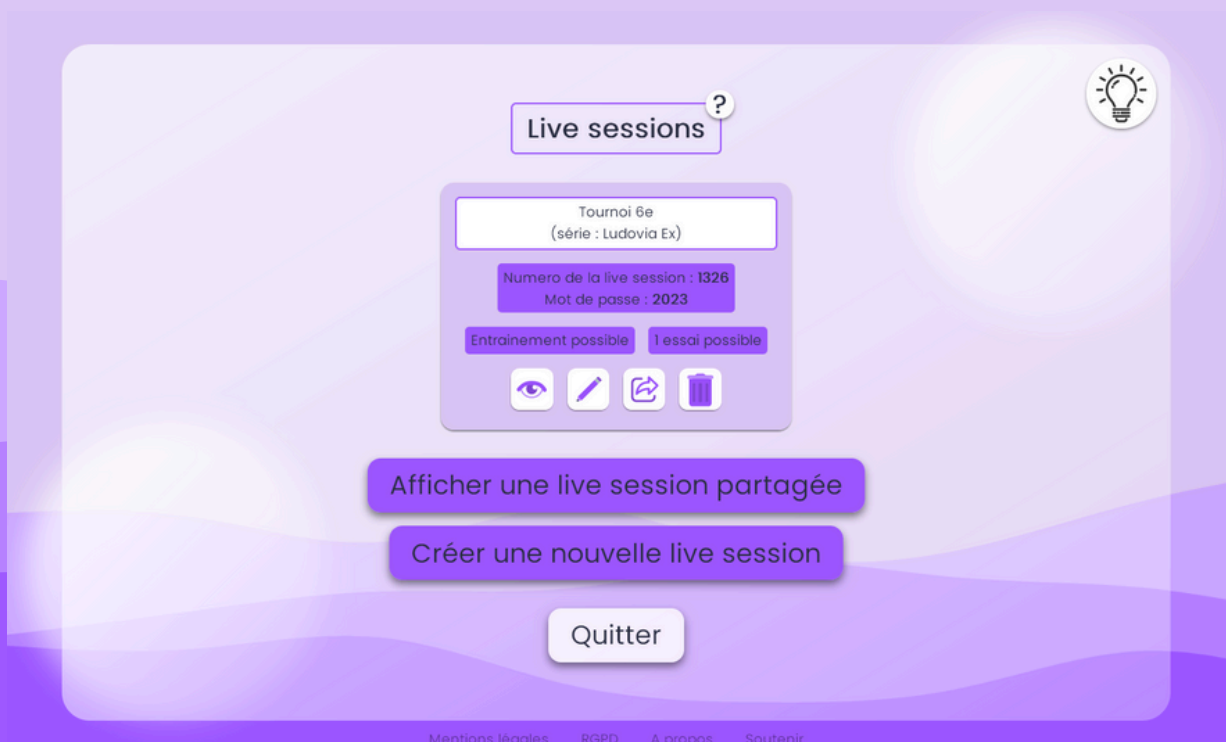 Live sessions
?
Tournoi 6e
(série : Ludovia Ex)
Numero de la live session : 1326
Mot de passe : 2023
Entrainement possible 1 essai possible
Afficher une live session partagée
Créer une nouvelle live session
Quitter
Mentions légales RGPD A propos Soutenir